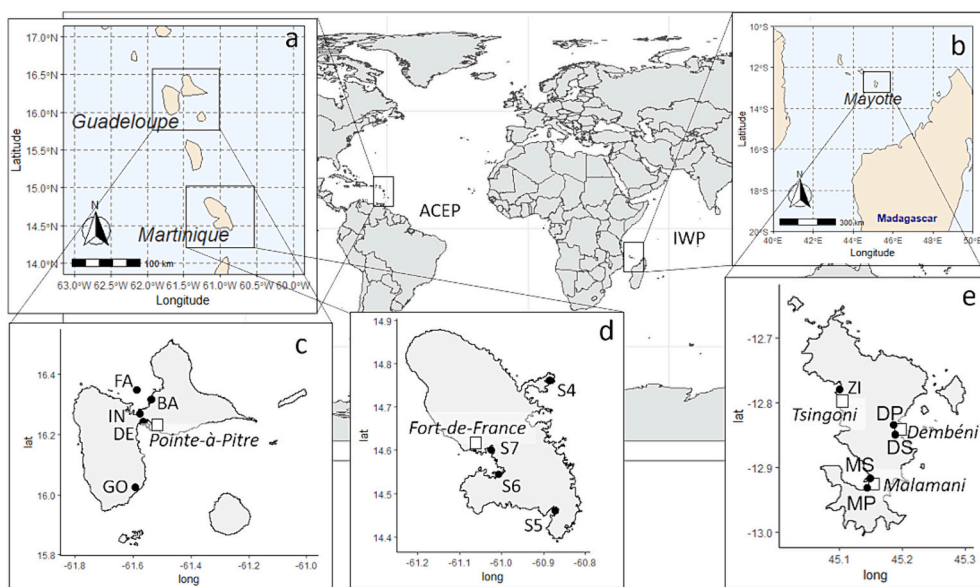 a
17.0°N
16.5°N
16.0°N
15.5°N
15.0°N
14.5°N
14.0°N
Latitude
Guadeloupe
Martinique
N
100 km
63.0°W 62.5°W 62.0°W 61.5°W 61.0°W 60.5°W 60.0°W
Longitude
ACEP
IWP
b
10°S
12°S
14°S
16°S
18°S
20°S
Latitude
Mayotte
N
300 km
Madagascar
40°E 42°E 44°E 46°E 48°E 50°E
Longitude
c
16.4
16.2
16.0
15.8
lat
FA
BA
IN
DE
Pointe-à-Pitre
GO
-61.8 -61.6 -61.4 -61.2 -61.0
long
d
14.9
14.8
14.7
14.6
14.5
14.4
lat
S4
Fort-de-France
S7
S6
S5
-61.2 -61.1 -61.0 -60.9 -60.8
long
e
-12.7
-12.8
-12.9
-13.0
lat
ZI
Tsingoni
DP
Dembéni
DS
MS
Malamani
MP
45.1 45.2 45.3
long